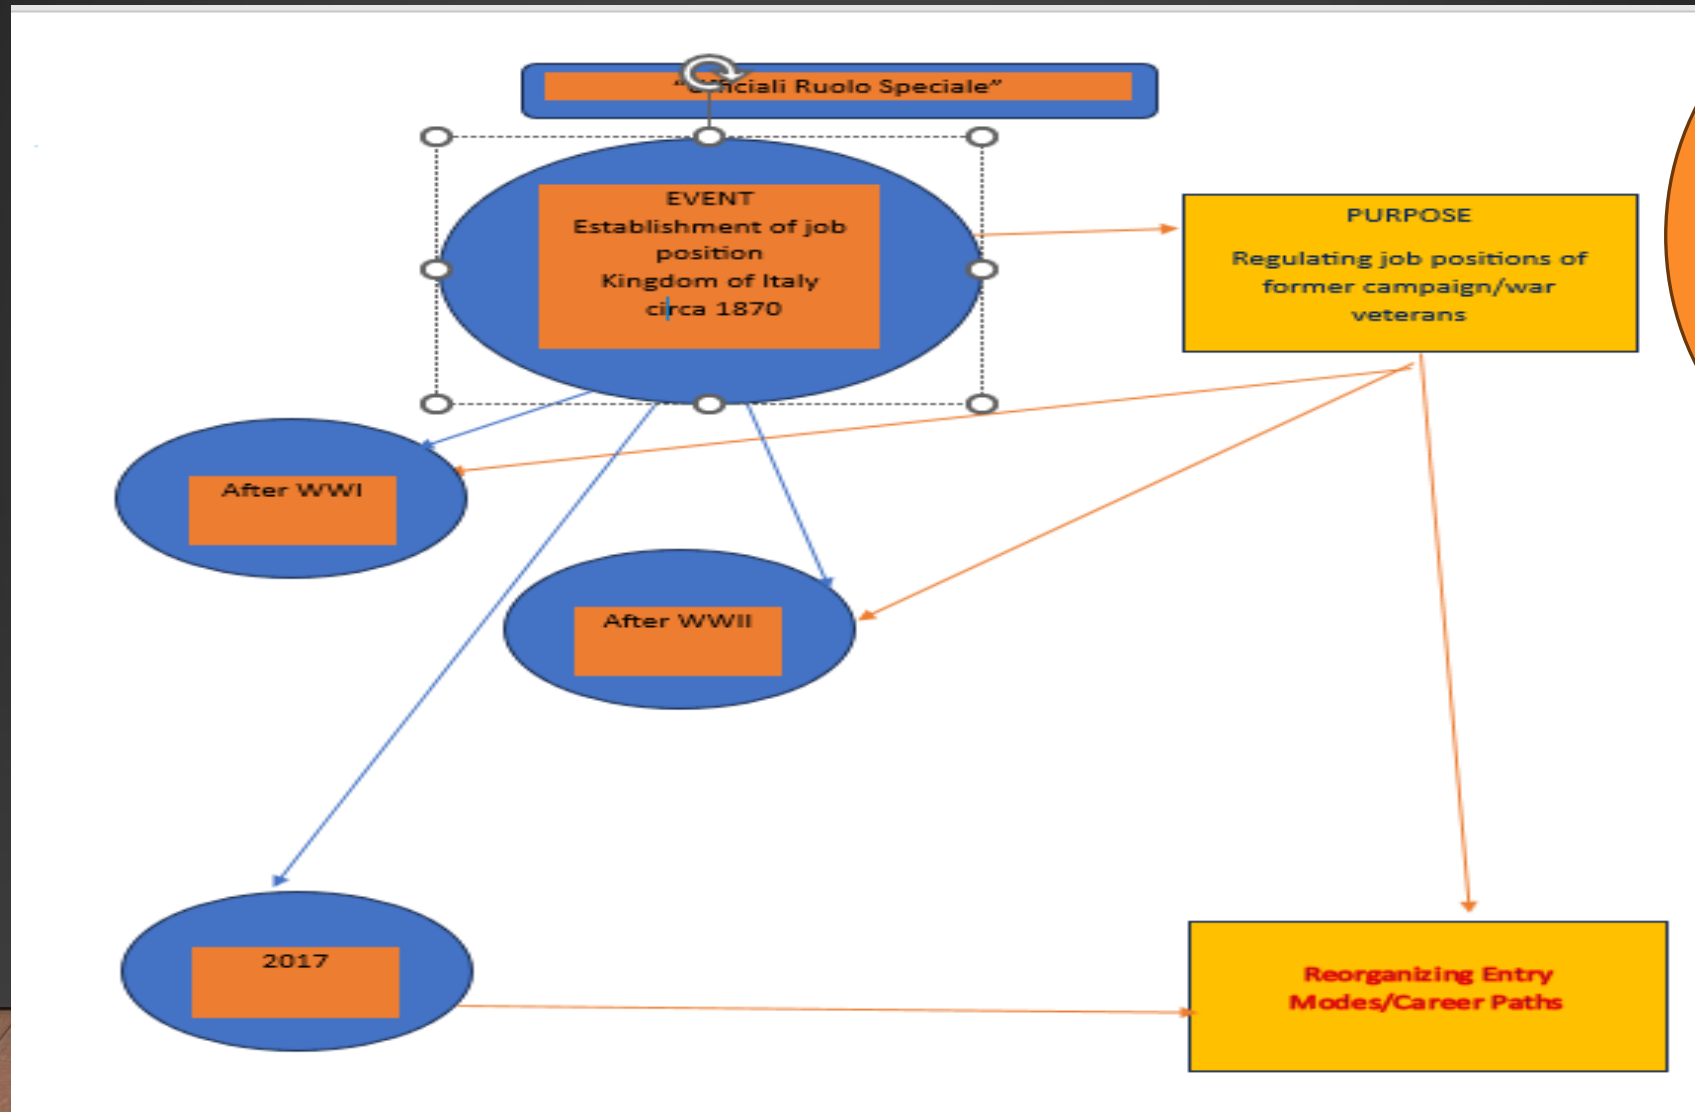 Ruolo Speciale”
EVENT
Establishment of job
position
Kingdom of Italy
circa 1870
PURPOSE
Regulating job positions of
former campaign/war
veterans
After WWI
After WWII
2017
Reorganizing Entry
Modes/Career Paths